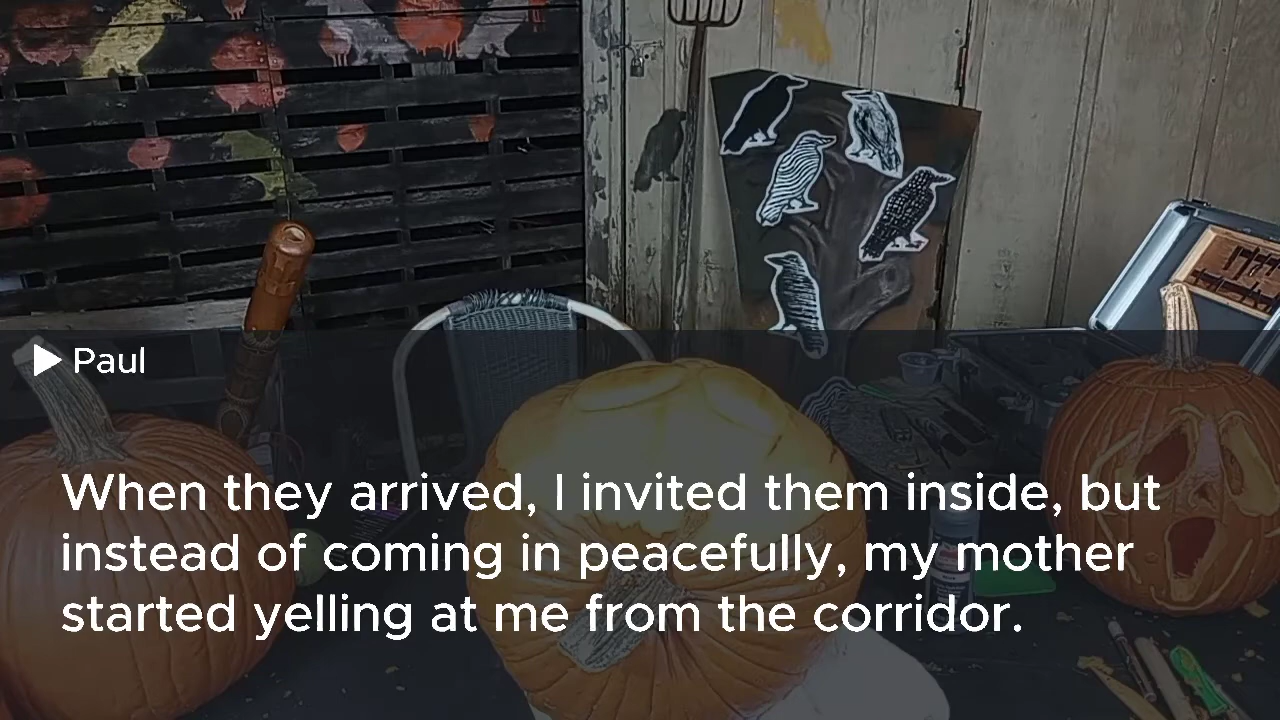 Paul
When they arrived, I invited them inside, but
instead of coming in peacefully, my mother
started yelling at me from the corridor.